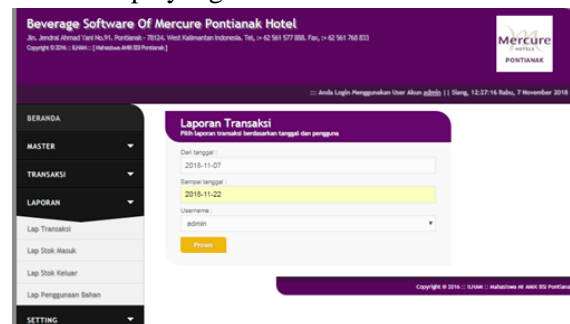 Beverage Software Of Mercure Pontianak Hotel
Jln. Jendral Ahmad Yani No.91. Pontianak - 78124. West Kalimantan Indonesia. Tel, :+ 62 561 577 888. Fax, :+ 62 561 768 833
Copyright © 2016 :: ILHAM :: [ Mahasiswa AMIK BSI Pontianak ]
Mercure
HOTELS
PONTIANAK
::: Anda Login Menggunakan User Akun admin || Siang, 12:27:16 Rabu, 7 November 2018
BERANDA
MASTER
TRANSAKSI
LAPORAN
Lap Transaksi
Lap Stok Masuk
Lap Stok Keluar
Lap Penggunaan Bahan
SETTING
Laporan Transaksi
Pilih laporan transaksi berdasarkan tanggal dan pengguna
Dari tanggal :
2018-11-07
Sampai tanggal :
2018-11-22
Username :
admin
Proses
Copyright © 2016 :: ILHAM :: Mahasiswa MI AMIK BSI Pontiana